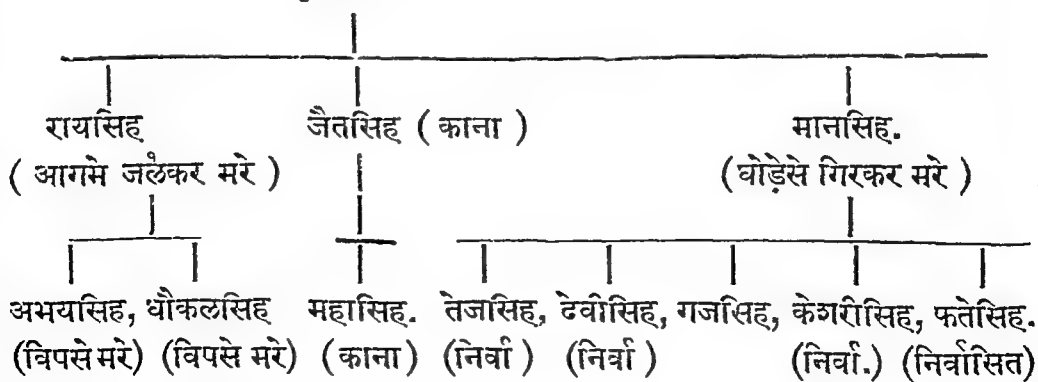 रायसिह जैतसिह ( काना ) मानसिह.
( आगमे जलकर मरे ) (घोड़ेसे गिरकर मरे )
अभयसिह, धौकलसिह महासिह. तेजसिह, देवीसिह, गजसिह, केशरीसिह, फतेसिह.
(विपसे मरे) (विपसे मरे) (काना) (निर्वा ) (निर्वा ) (निर्वा.) (निर्वासित)